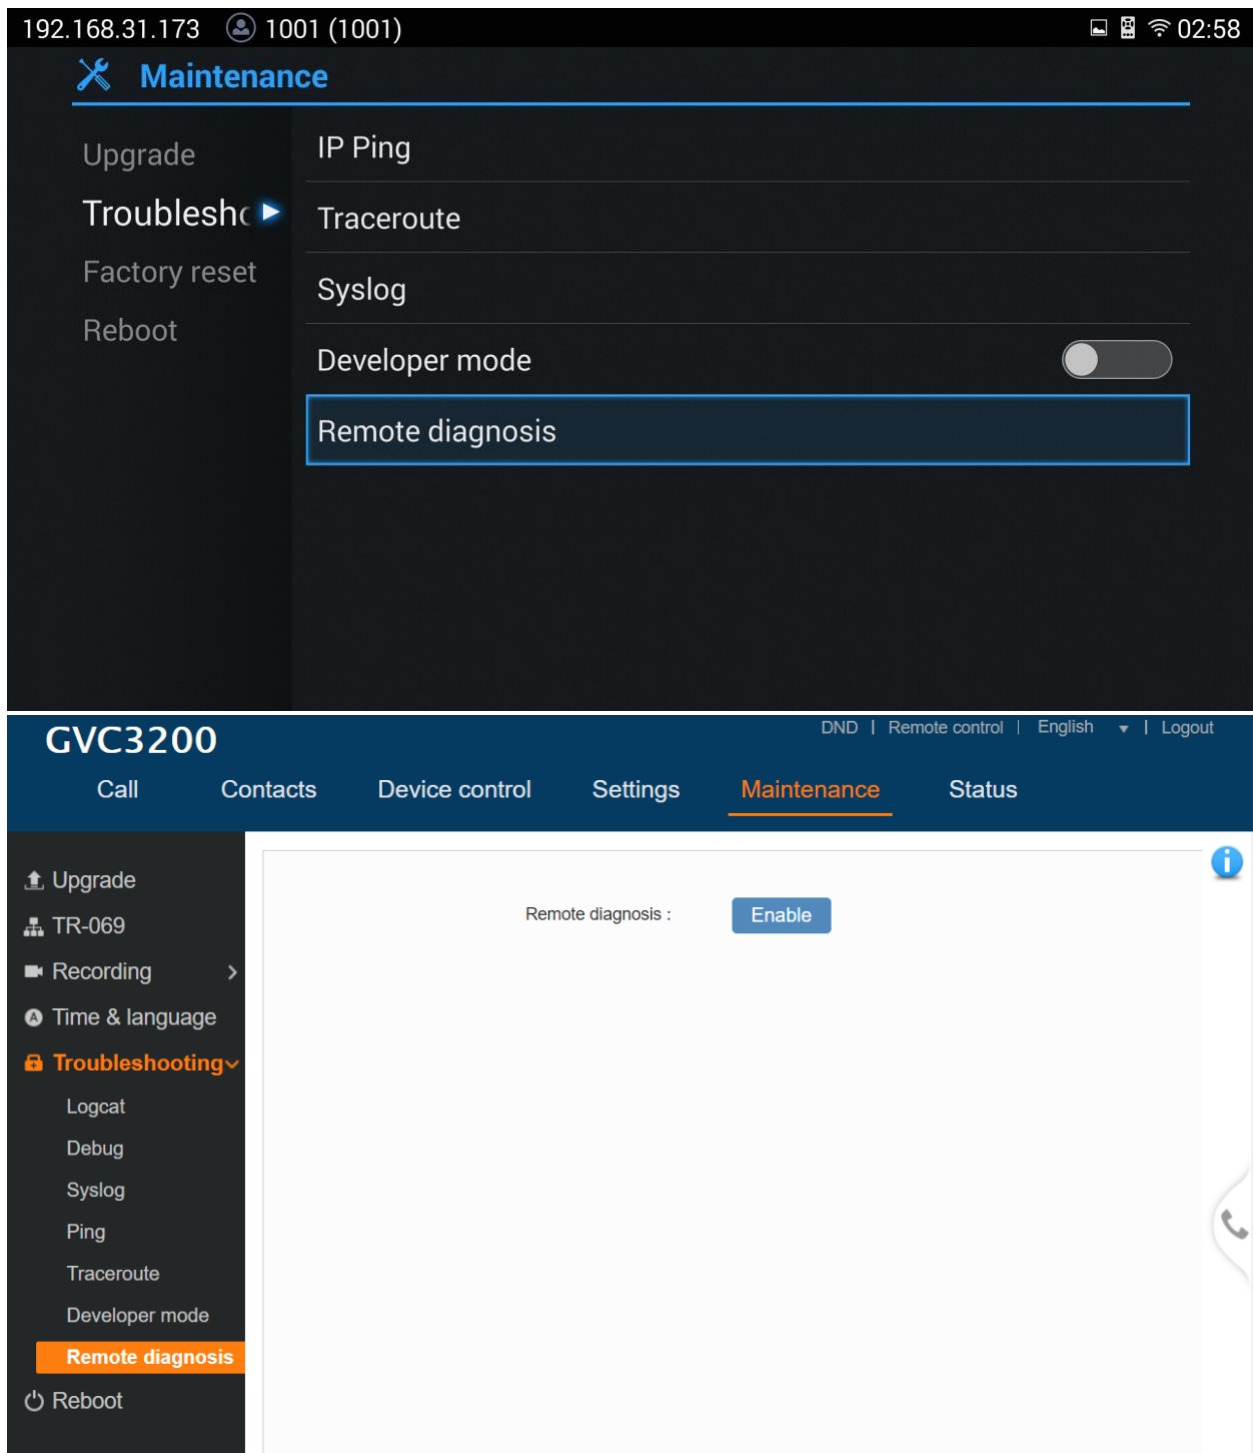 192.168.31.173 1001 (1001) 02:58
Maintenance
Upgrade
Troublesho
Factory reset
Reboot
IP Ping
Traceroute
Syslog
Developer mode
Remote diagnosis
GVC3200
DND | Remote control | English | Logout
Call Contacts Device control Settings Maintenance Status
Upgrade
TR-069
Recording
Time & language
Troubleshooting
Logcat
Debug
Syslog
Ping
Traceroute
Developer mode
Remote diagnosis
Reboot
Remote diagnosis : Enable